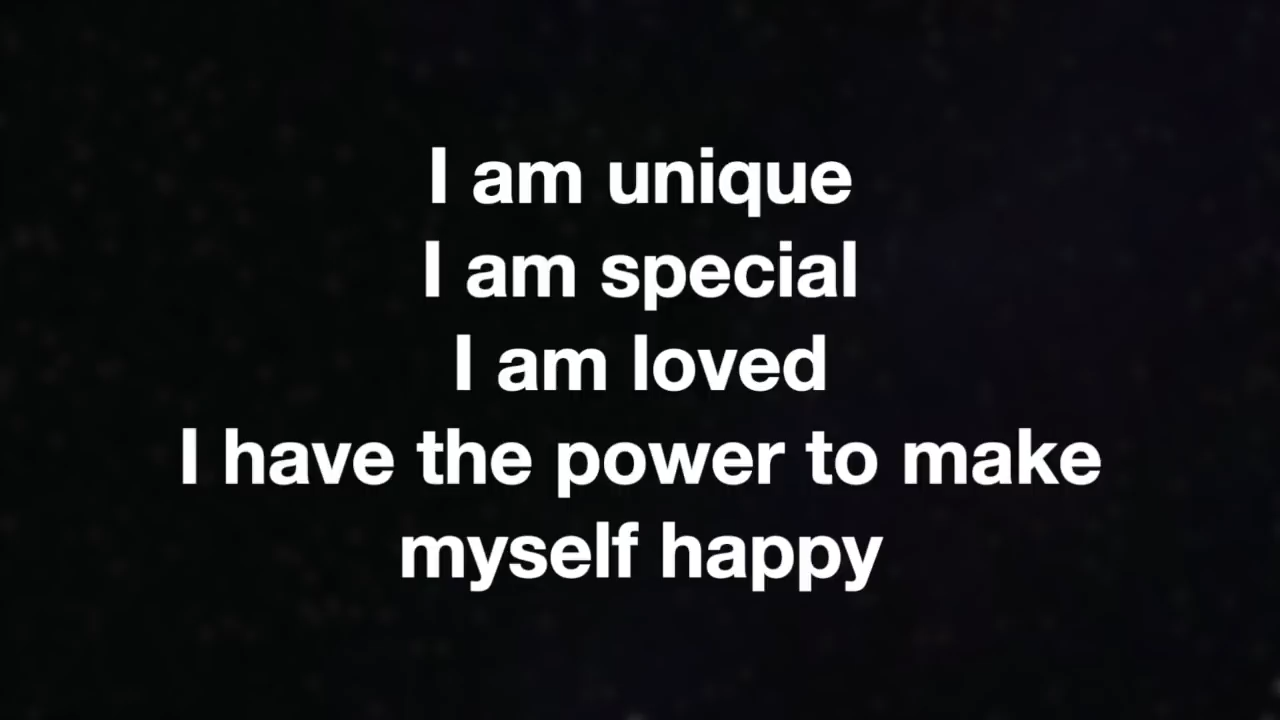 I am unique
I am special
I am loved
I have the power to make
myself happy